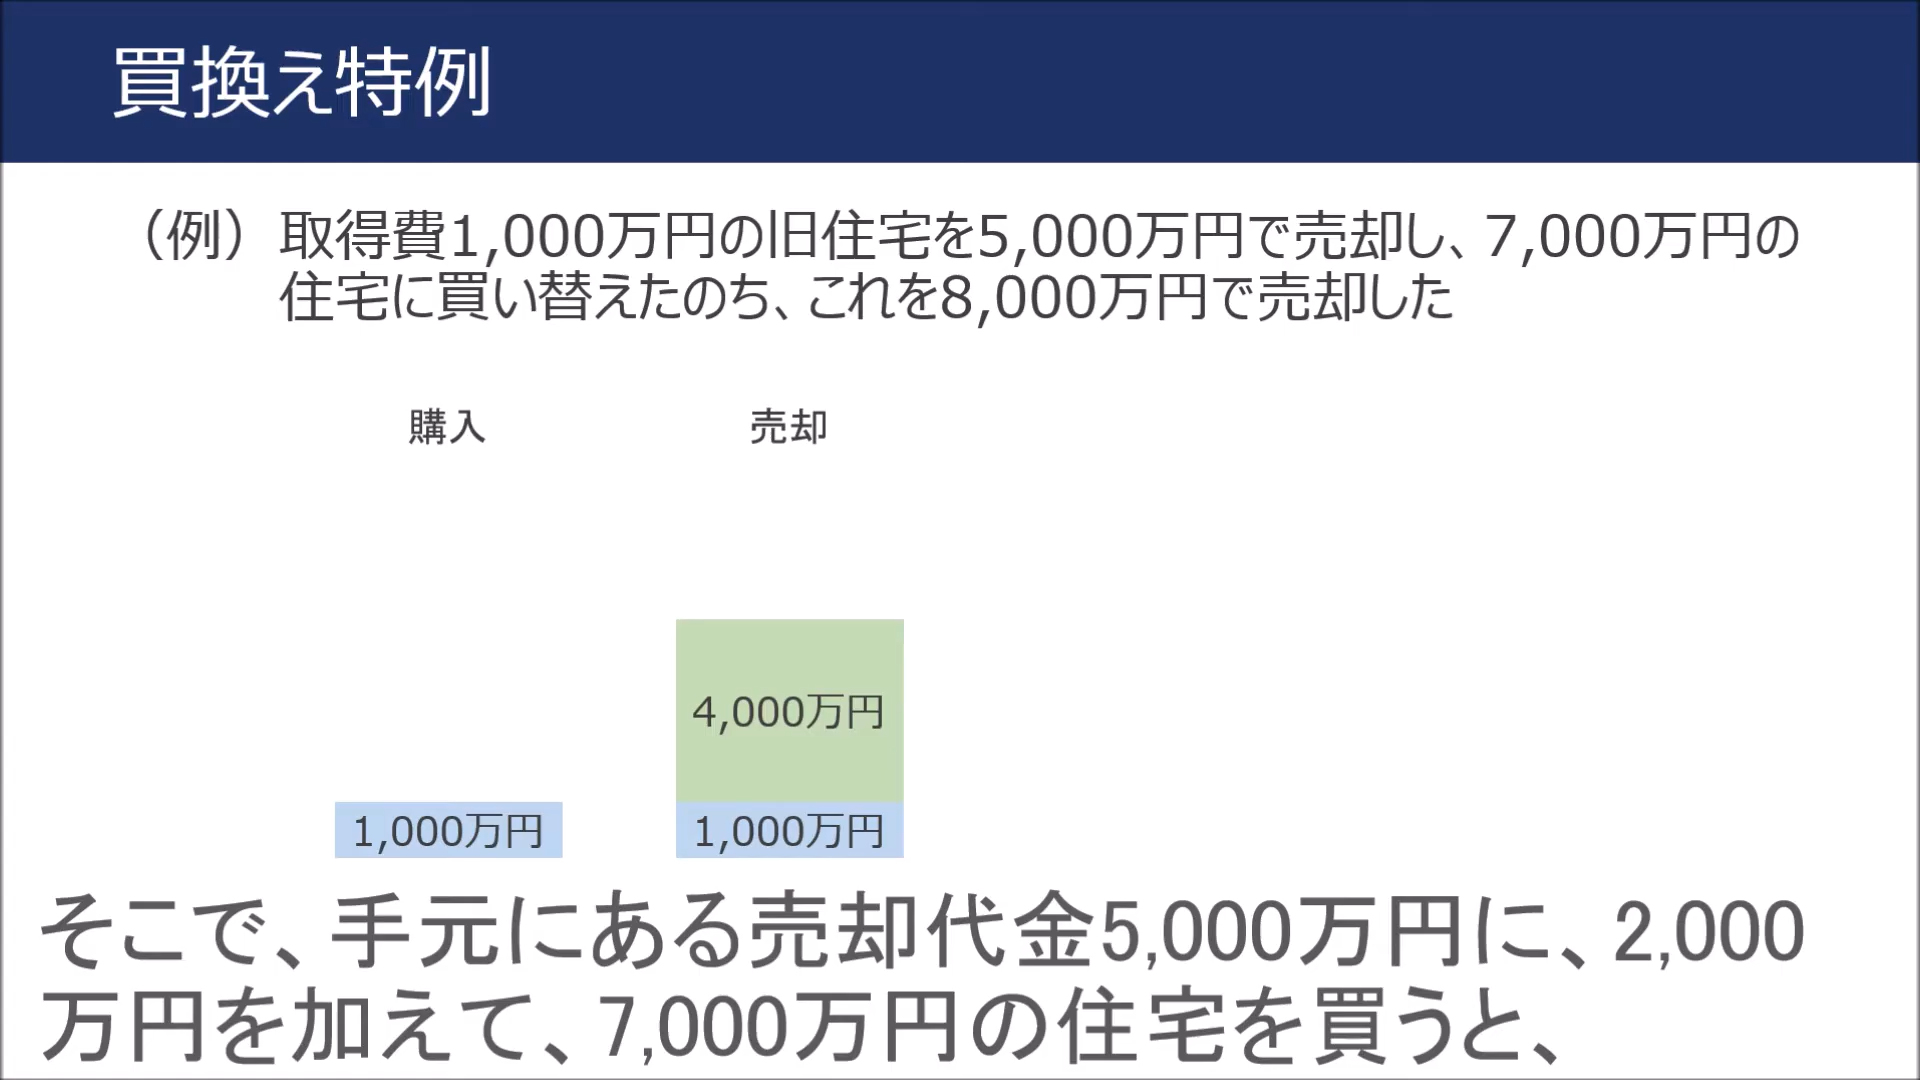 買換え特例
（例）取得費1,000万円の旧住宅を5,000万円で売却し、7,000万円の
住宅に買い替えたのち、これを8,000万円で売却した
購入
売却
4,000万円
1,000万円
1,000万円
そこで、手元にある売却代金5,000万円に、2,000
万円を加えて、7,000万円の住宅を買うと、